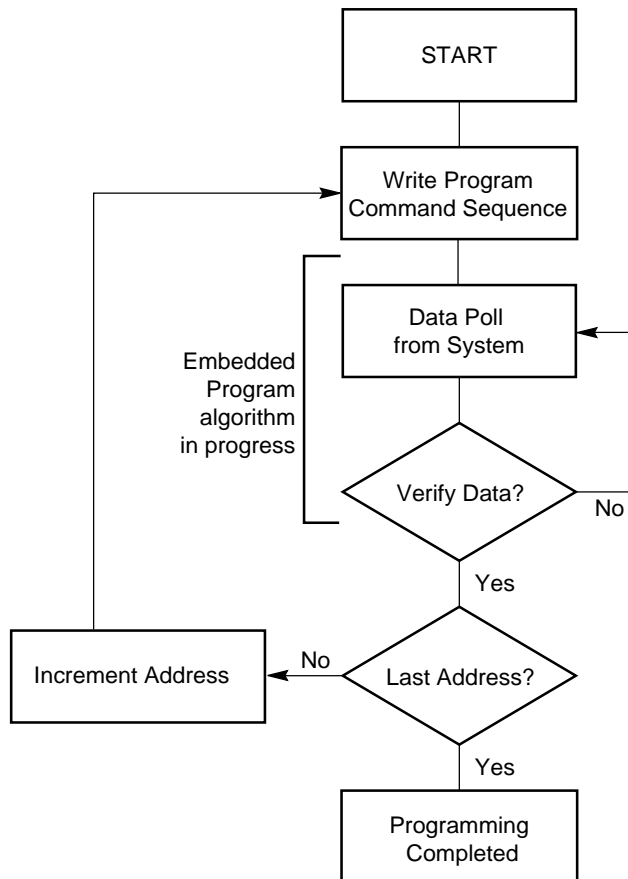 START
Write Program
Command Sequence
Data Poll
from System
Embedded
Program
algorithm
in progress
Verify Data?
No
Yes
Increment Address
No
Last Address?
Yes
Programming
Completed